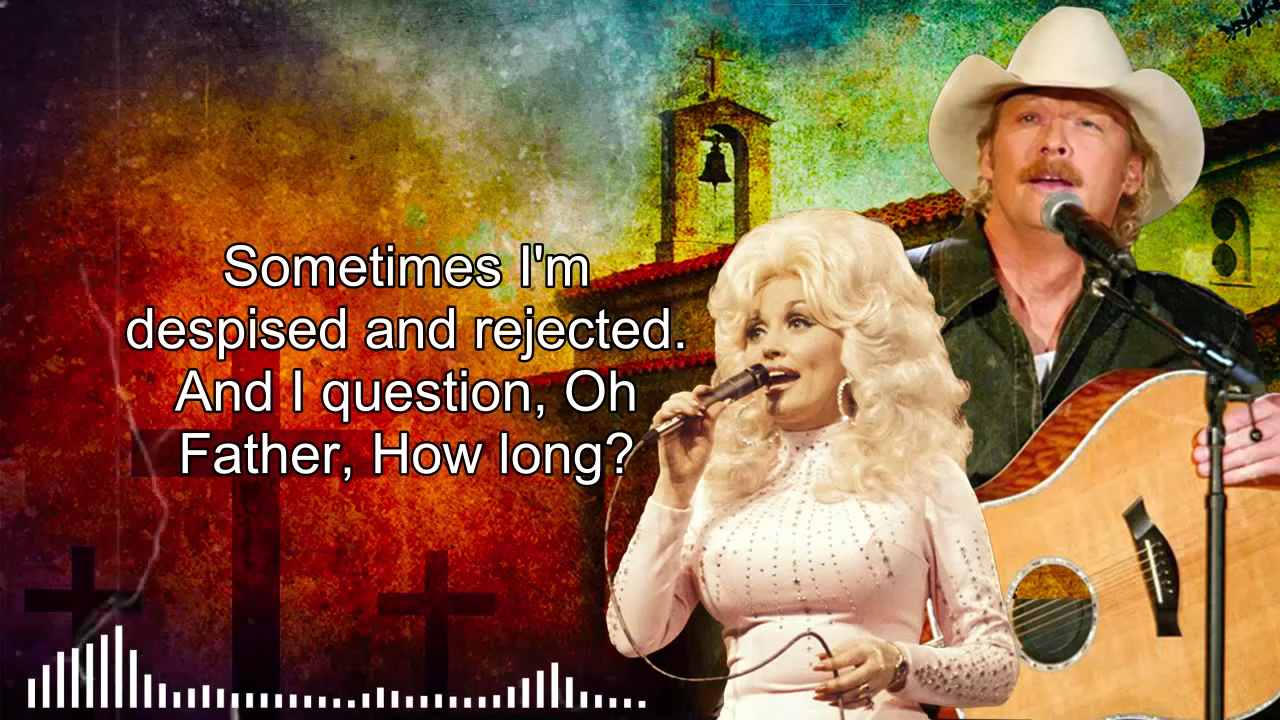 Sometimes I'm
despised and rejected.
And I question, Oh
Father, How long?